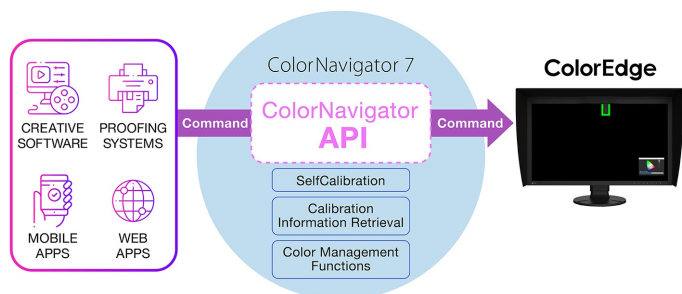 CREATIVE
SOFTWARE
PROOFING
SYSTEMS
MOBILE
APPS
WEB
APPS
Command
ColorNavigator 7
ColorNavigator
API
SelfCalibration
Calibration
Information Retrieval
Color Management
Functions
Command
ColorEdge